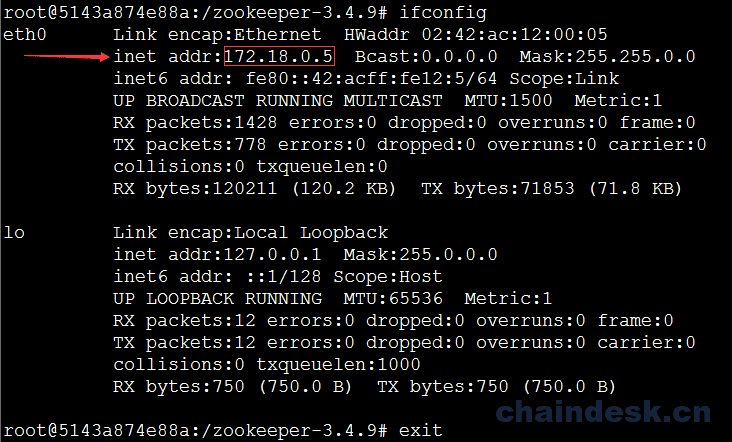 root@5143a874e88a:/zookeeper-3.4.9# ifconfig
eth0      Link encap:Ethernet  HWaddr 02:42:ac:12:00:05
          inet addr:172.18.0.5  Bcast:0.0.0.0  Mask:255.255.0.0
          inet6 addr: fe80::42:acff:fe12:5/64 Scope:Link
          UP BROADCAST RUNNING MULTICAST  MTU:1500  Metric:1
          RX packets:1428 errors:0 dropped:0 overruns:0 frame:0
          TX packets:778 errors:0 dropped:0 overruns:0 carrier:0
          collisions:0 txqueuelen:0
          RX bytes:120211 (120.2 KB)  TX bytes:71853 (71.8 KB)
lo        Link encap:Local Loopback
          inet addr:127.0.0.1  Mask:255.0.0.0
          inet6 addr: ::1/128 Scope:Host
          UP LOOPBACK RUNNING  MTU:65536  Metric:1
          RX packets:12 errors:0 dropped:0 overruns:0 frame:0
          TX packets:12 errors:0 dropped:0 overruns:0 carrier:0
          collisions:0 txqueuelen:1000
          RX bytes:750 (750.0 B)  TX bytes:750 (750.0 B)
chaindesk.cn
root@5143a874e88a:/zookeeper-3.4.9# exit